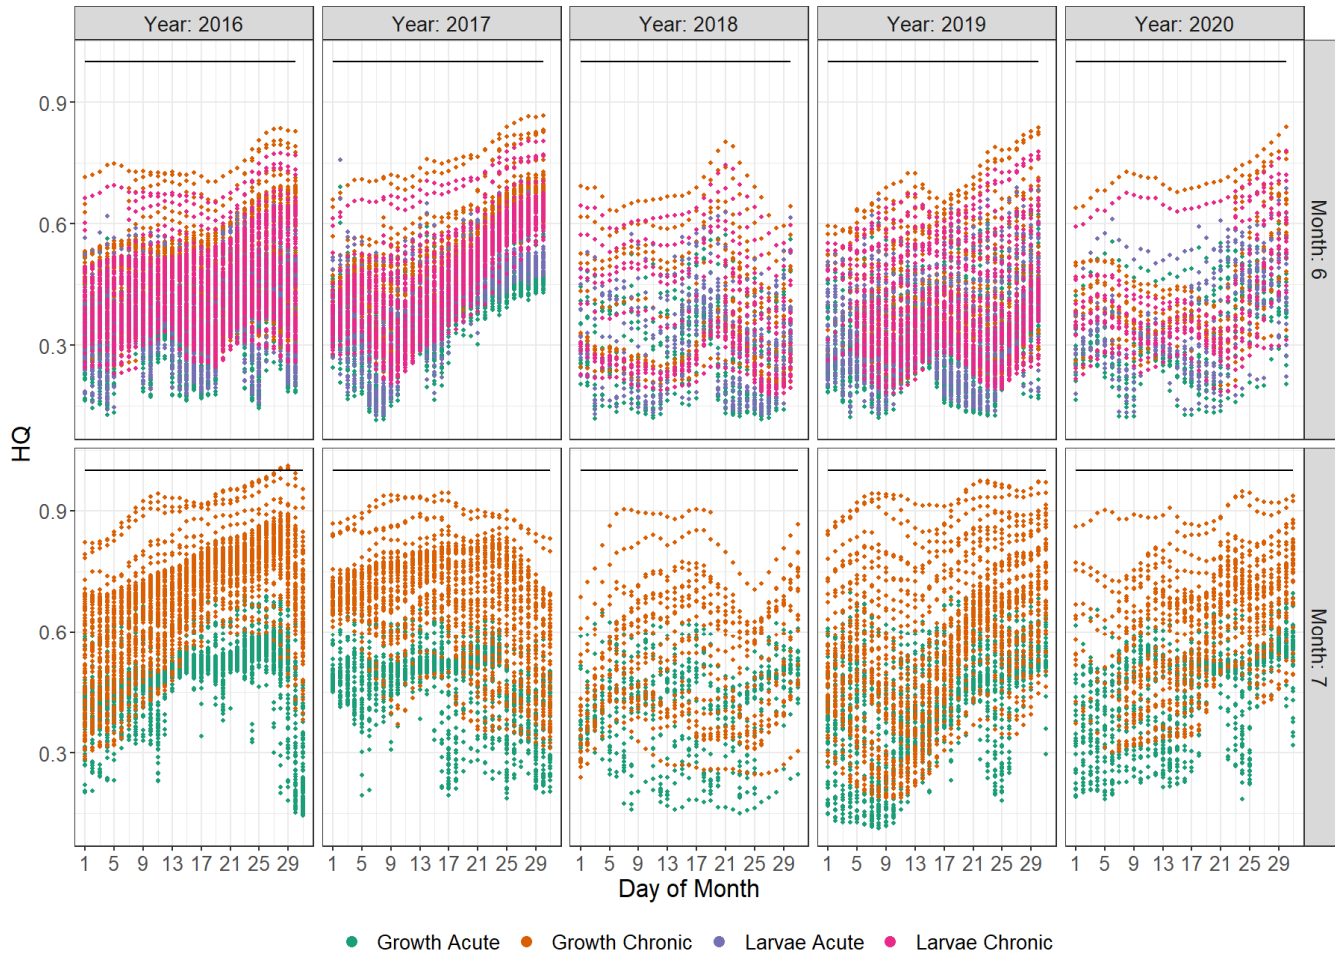 Year: 2016 Year: 2017 Year: 2018 Year: 2019 Year: 2020
0.9
0.6
0.3
Month: 6
HQ
0.9
0.6
0.3
Month: 7
1 5 9 13 17 21 25 29 1 5 9 13 17 21 25 29 1 5 9 13 17 21 25 29 1 5 9 13 17 21 25 29 1 5 9 13 17 21 25 29
Day of Month
Growth Acute Growth Chronic Larvae Acute Larvae Chronic